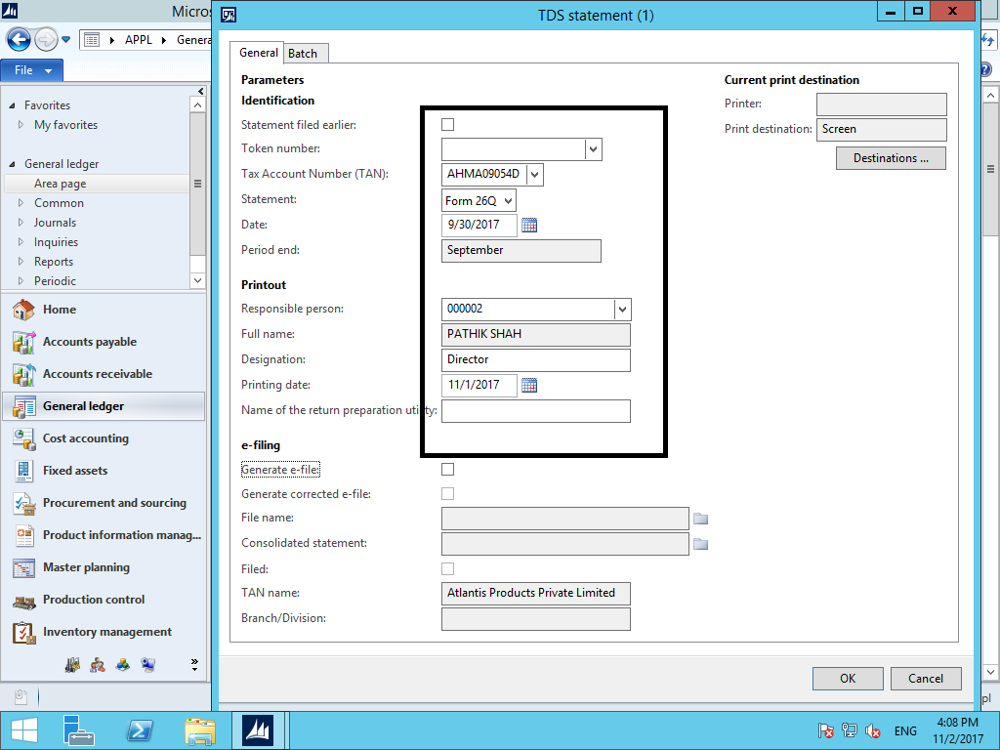 Micros
TDS statement (1)
APPL
Genera
File
General
Batch
Favorites
My favorites
General ledger
Area page
Common
Journals
Inquiries
Reports
Periodic
Home
Accounts payable
Accounts receivable
General ledger
Cost accounting
Fixed assets
Procurement and sourcing
Product information manag...
Master planning
Production control
Inventory management
Parameters
Identification
Statement filed earlier:
Token number:
Tax Account Number (TAN): AHMA09054D
Statement: Form 26Q
Date: 9/30/2017
Period end: September
Printout
Responsible person: 000002
Full name: PATHIK SHAH
Designation: Director
Printing date: 11/1/2017
Name of the return preparation utility:
e-filing
Generate e-file:
Generate corrected e-file:
File name:
Consolidated statement:
Filed:
TAN name: Atlantis Products Private Limited
Branch/Division:
Current print destination
Printer:
Print destination: Screen
Destinations ...
OK
Cancel
pl
ENG
4:08 PM
11/2/2017